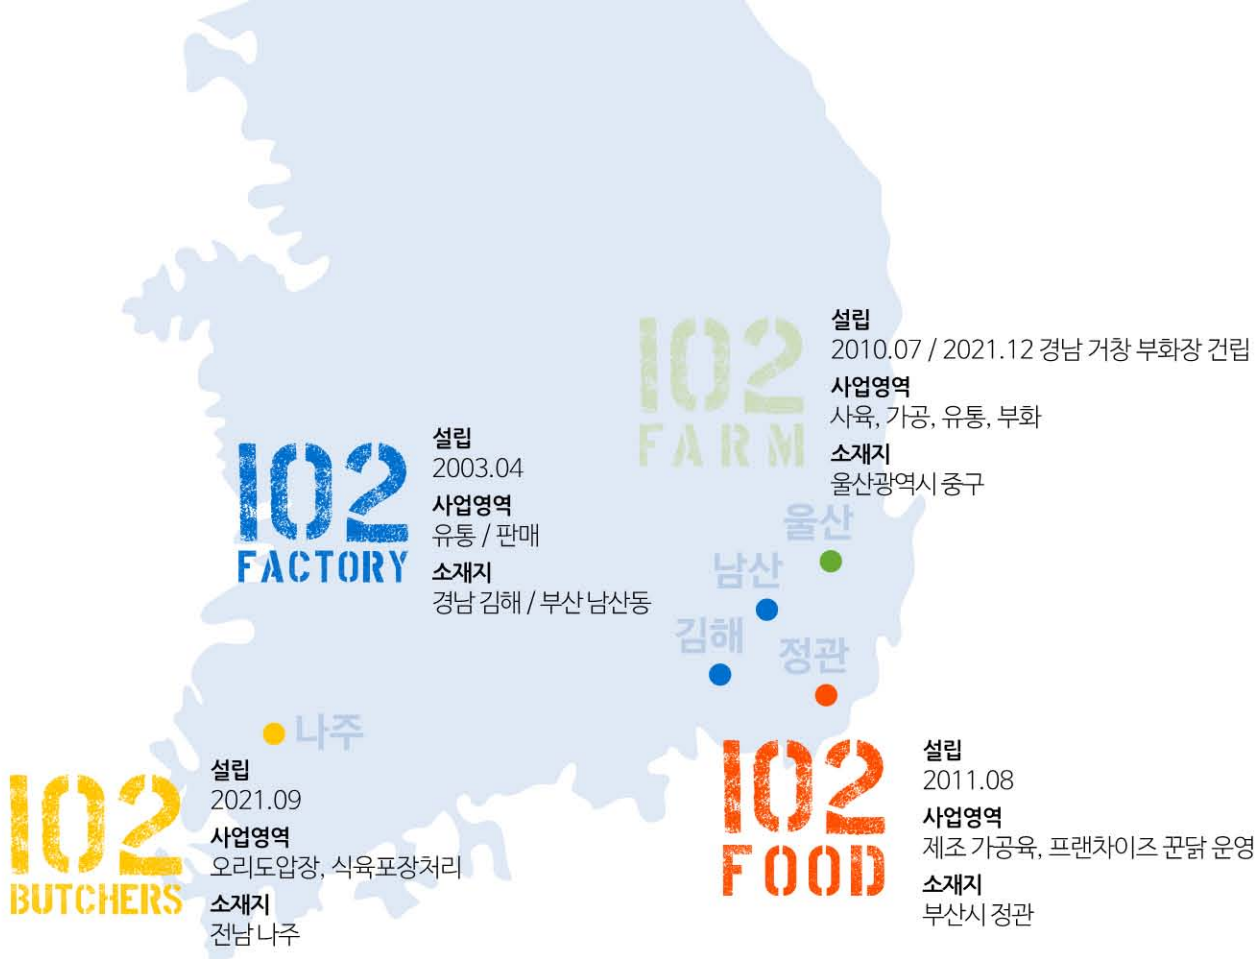 102
FARM
설립
2010.07 / 2021.12 경남 거창 부화장 건립
사업영역
사육, 가공, 유통, 부화
소재지
울산광역시 중구
102
FACTORY
설립
2003.04
사업영역
유통 / 판매
소재지
경남 김해 / 부산 남산동
울산
남산
김해
정관
나주
102
BUTCHERS
설립
2021.09
사업영역
오리도압장, 식육포장처리
소재지
전남 나주
102
FOOD
설립
2011.08
사업영역
제조 가공육, 프랜차이즈 꾼닭 운영
소재지
부산시 정관